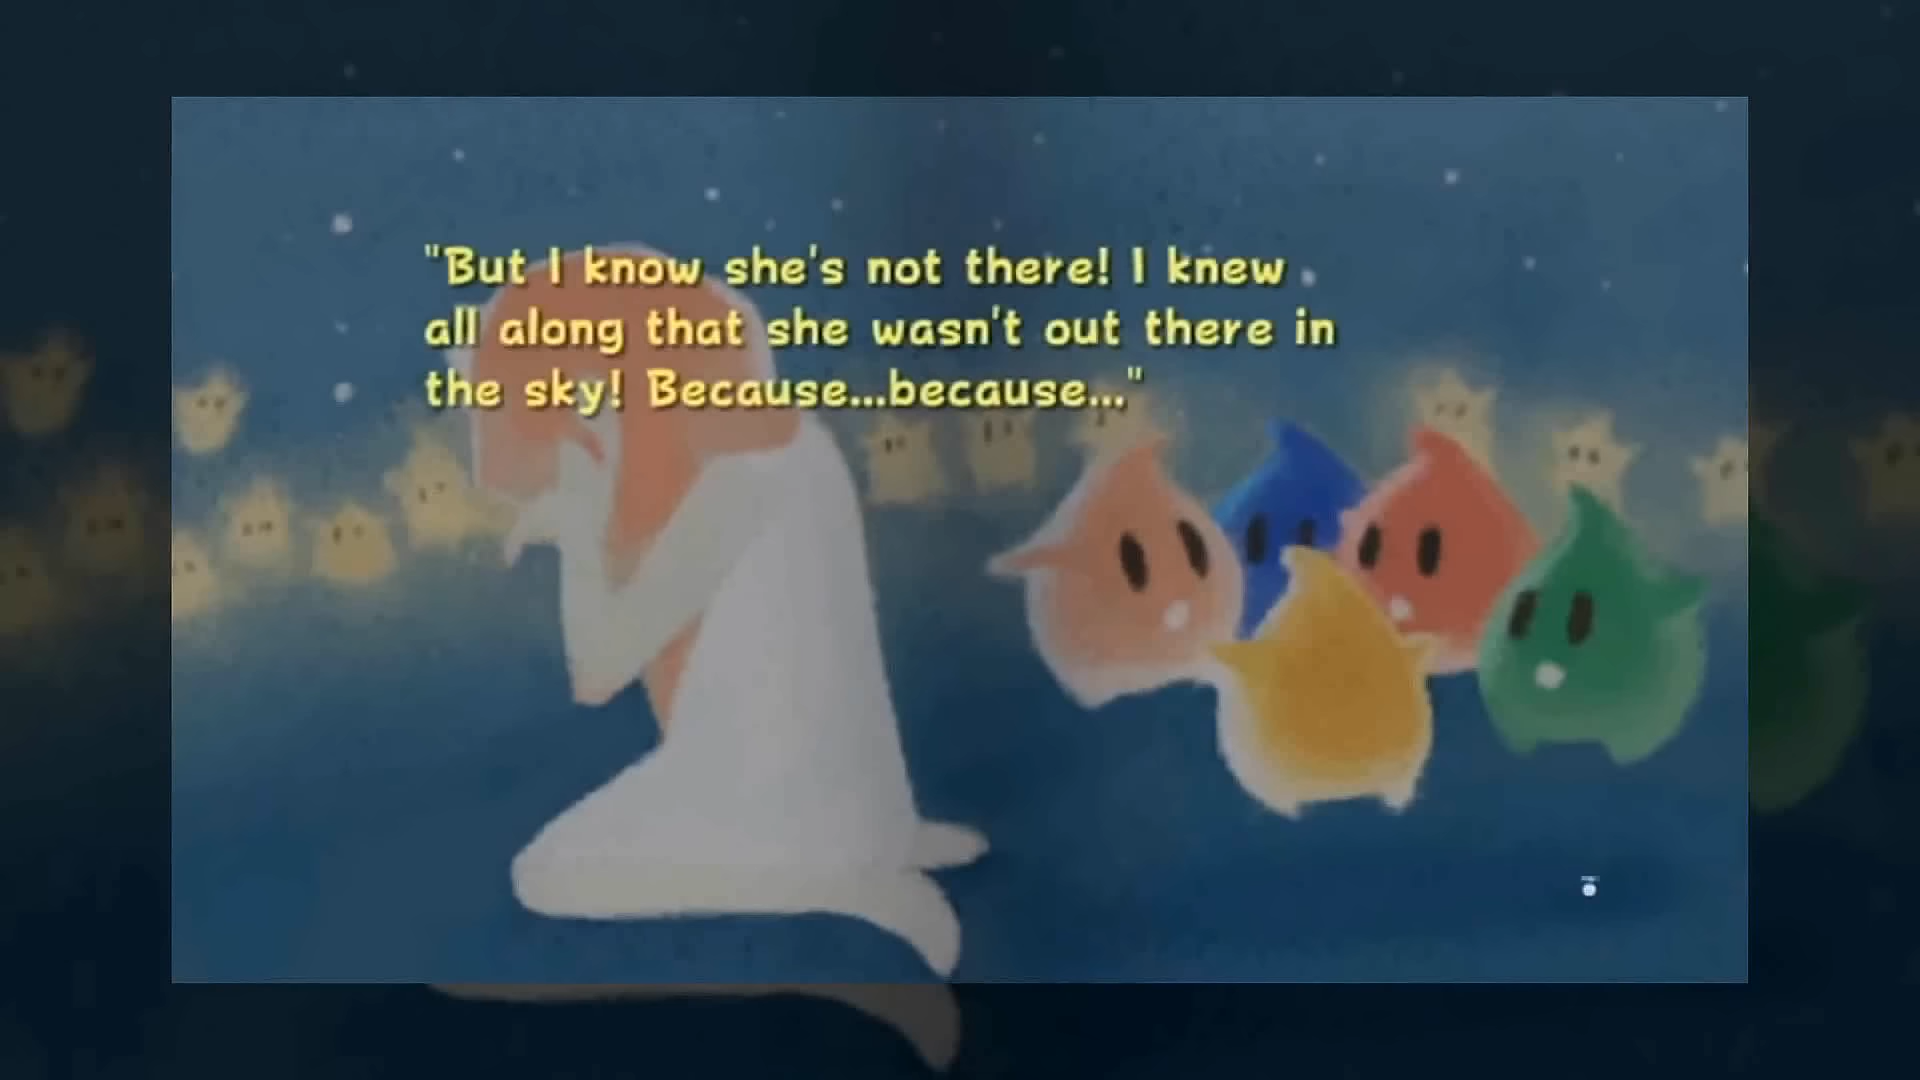 "But I know she's not there! I knew
all along that she wasn't out there in
the sky! Because...because..."